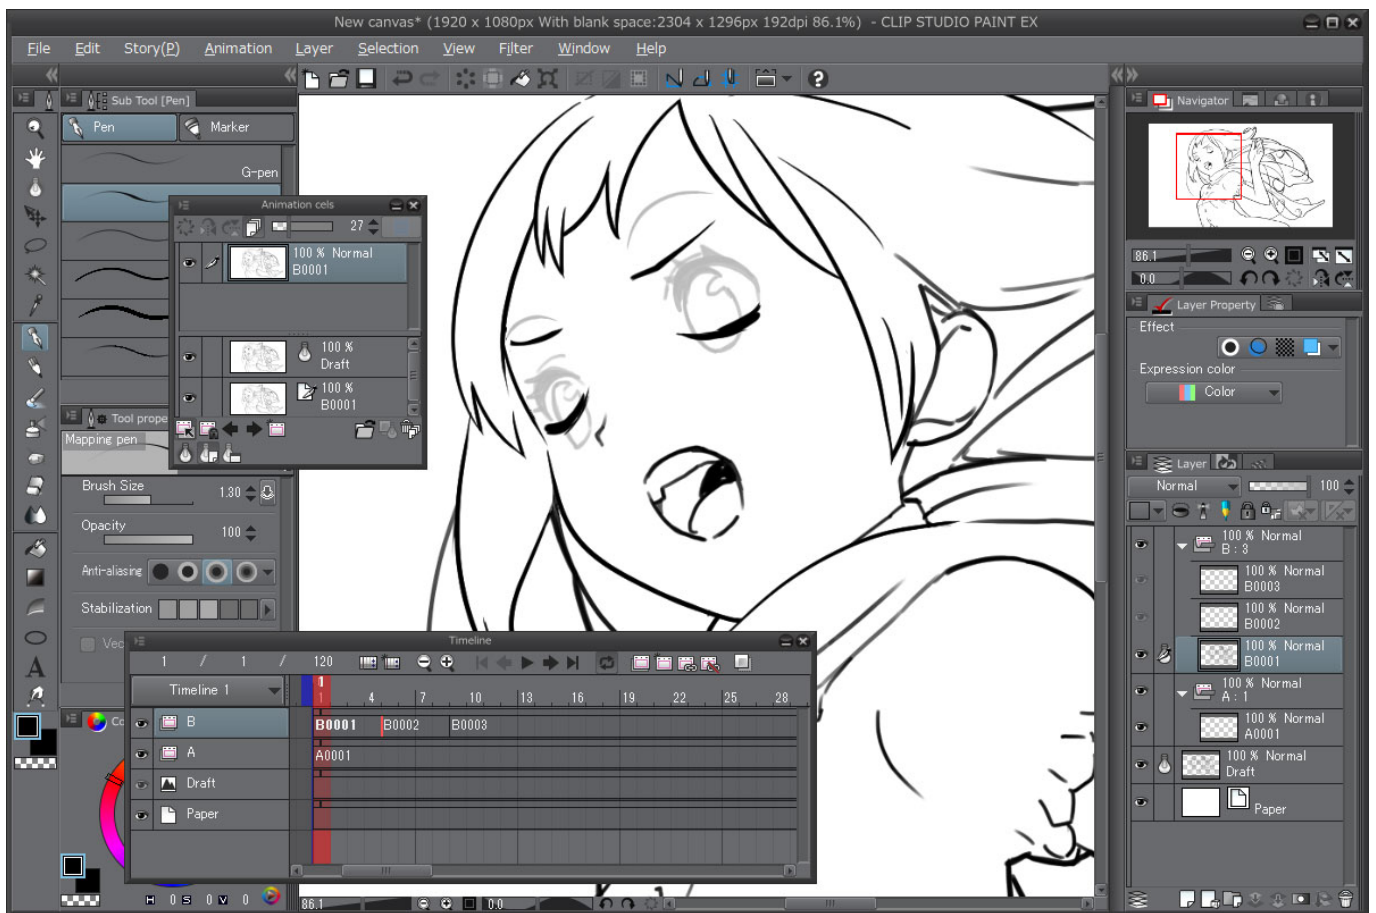 New canvas* (1920 x 1080px With blank space:2304 x 1296px 192dpi 86.1%) - CLIP STUDIO PAINT EX
File Edit Story(P) Animation Layer Selection View Filter Window Help
Sub Tool [Pen]
Pen Marker
G-pen
Animation cels
27
100 % Normal
B0001
100 %
Draft
100 %
B0001
Tool prope
Mapping pen
Brush Size 1.30
Opacity 100
Anti-aliasing
Stabilization
Vec
Timeline
1 / 1 / 120
Timeline 1
1
1 4 7 10 13 16 19 22 25 28
B B0001 B0002 B0003
A A0001
Draft
Paper
Co
H 0 S 0 V 0
86.1 0.0
Navigator
86.1
0.0
Layer Property
Effect
Expression color
Color
Layer
Normal 100
100 % Normal
B : 3
100 % Normal
B0003
100 % Normal
B0002
100 % Normal
B0001
100 % Normal
A : 1
100 % Normal
A0001
100 % Normal
Draft
Paper